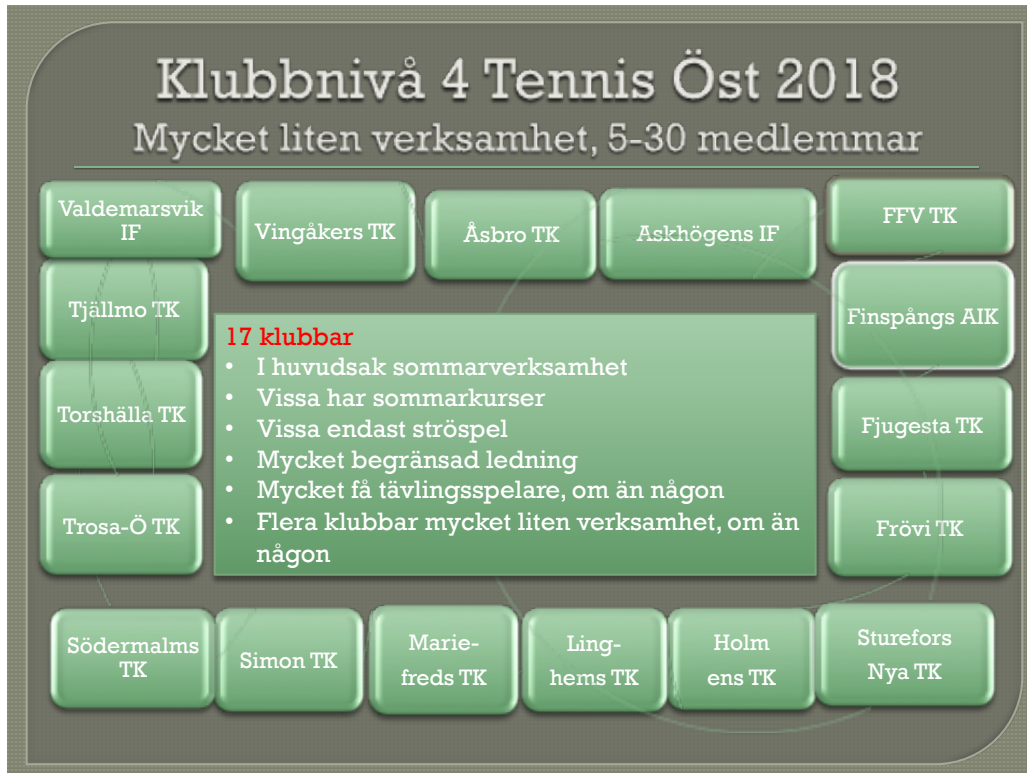 Klubbnivå 4 Tennis Öst 2018
Mycket liten verksamhet, 5-30 medlemmar
Valdemarsvik
IF
Vingåkers TK
Åsbro TK
Askhögens IF
FFV TK
Tjällmo TK
Finspångs AIK
Torshälla TK
Fjugesta TK
Trosa-Ö TK
Frövi TK
17 klubbar
• I huvudsak sommarverksamhet
• Vissa har sommarkurser
• Vissa endast ströspel
• Mycket begränsad ledning
• Mycket få tävlingsspelare, om än någon
• Flera klubbar mycket liten verksamhet, om än
någon
Södermalms
TK
Simon TK
Marie-
freds TK
Ling-
hems TK
Holm
ens TK
Sturefors
Nya TK